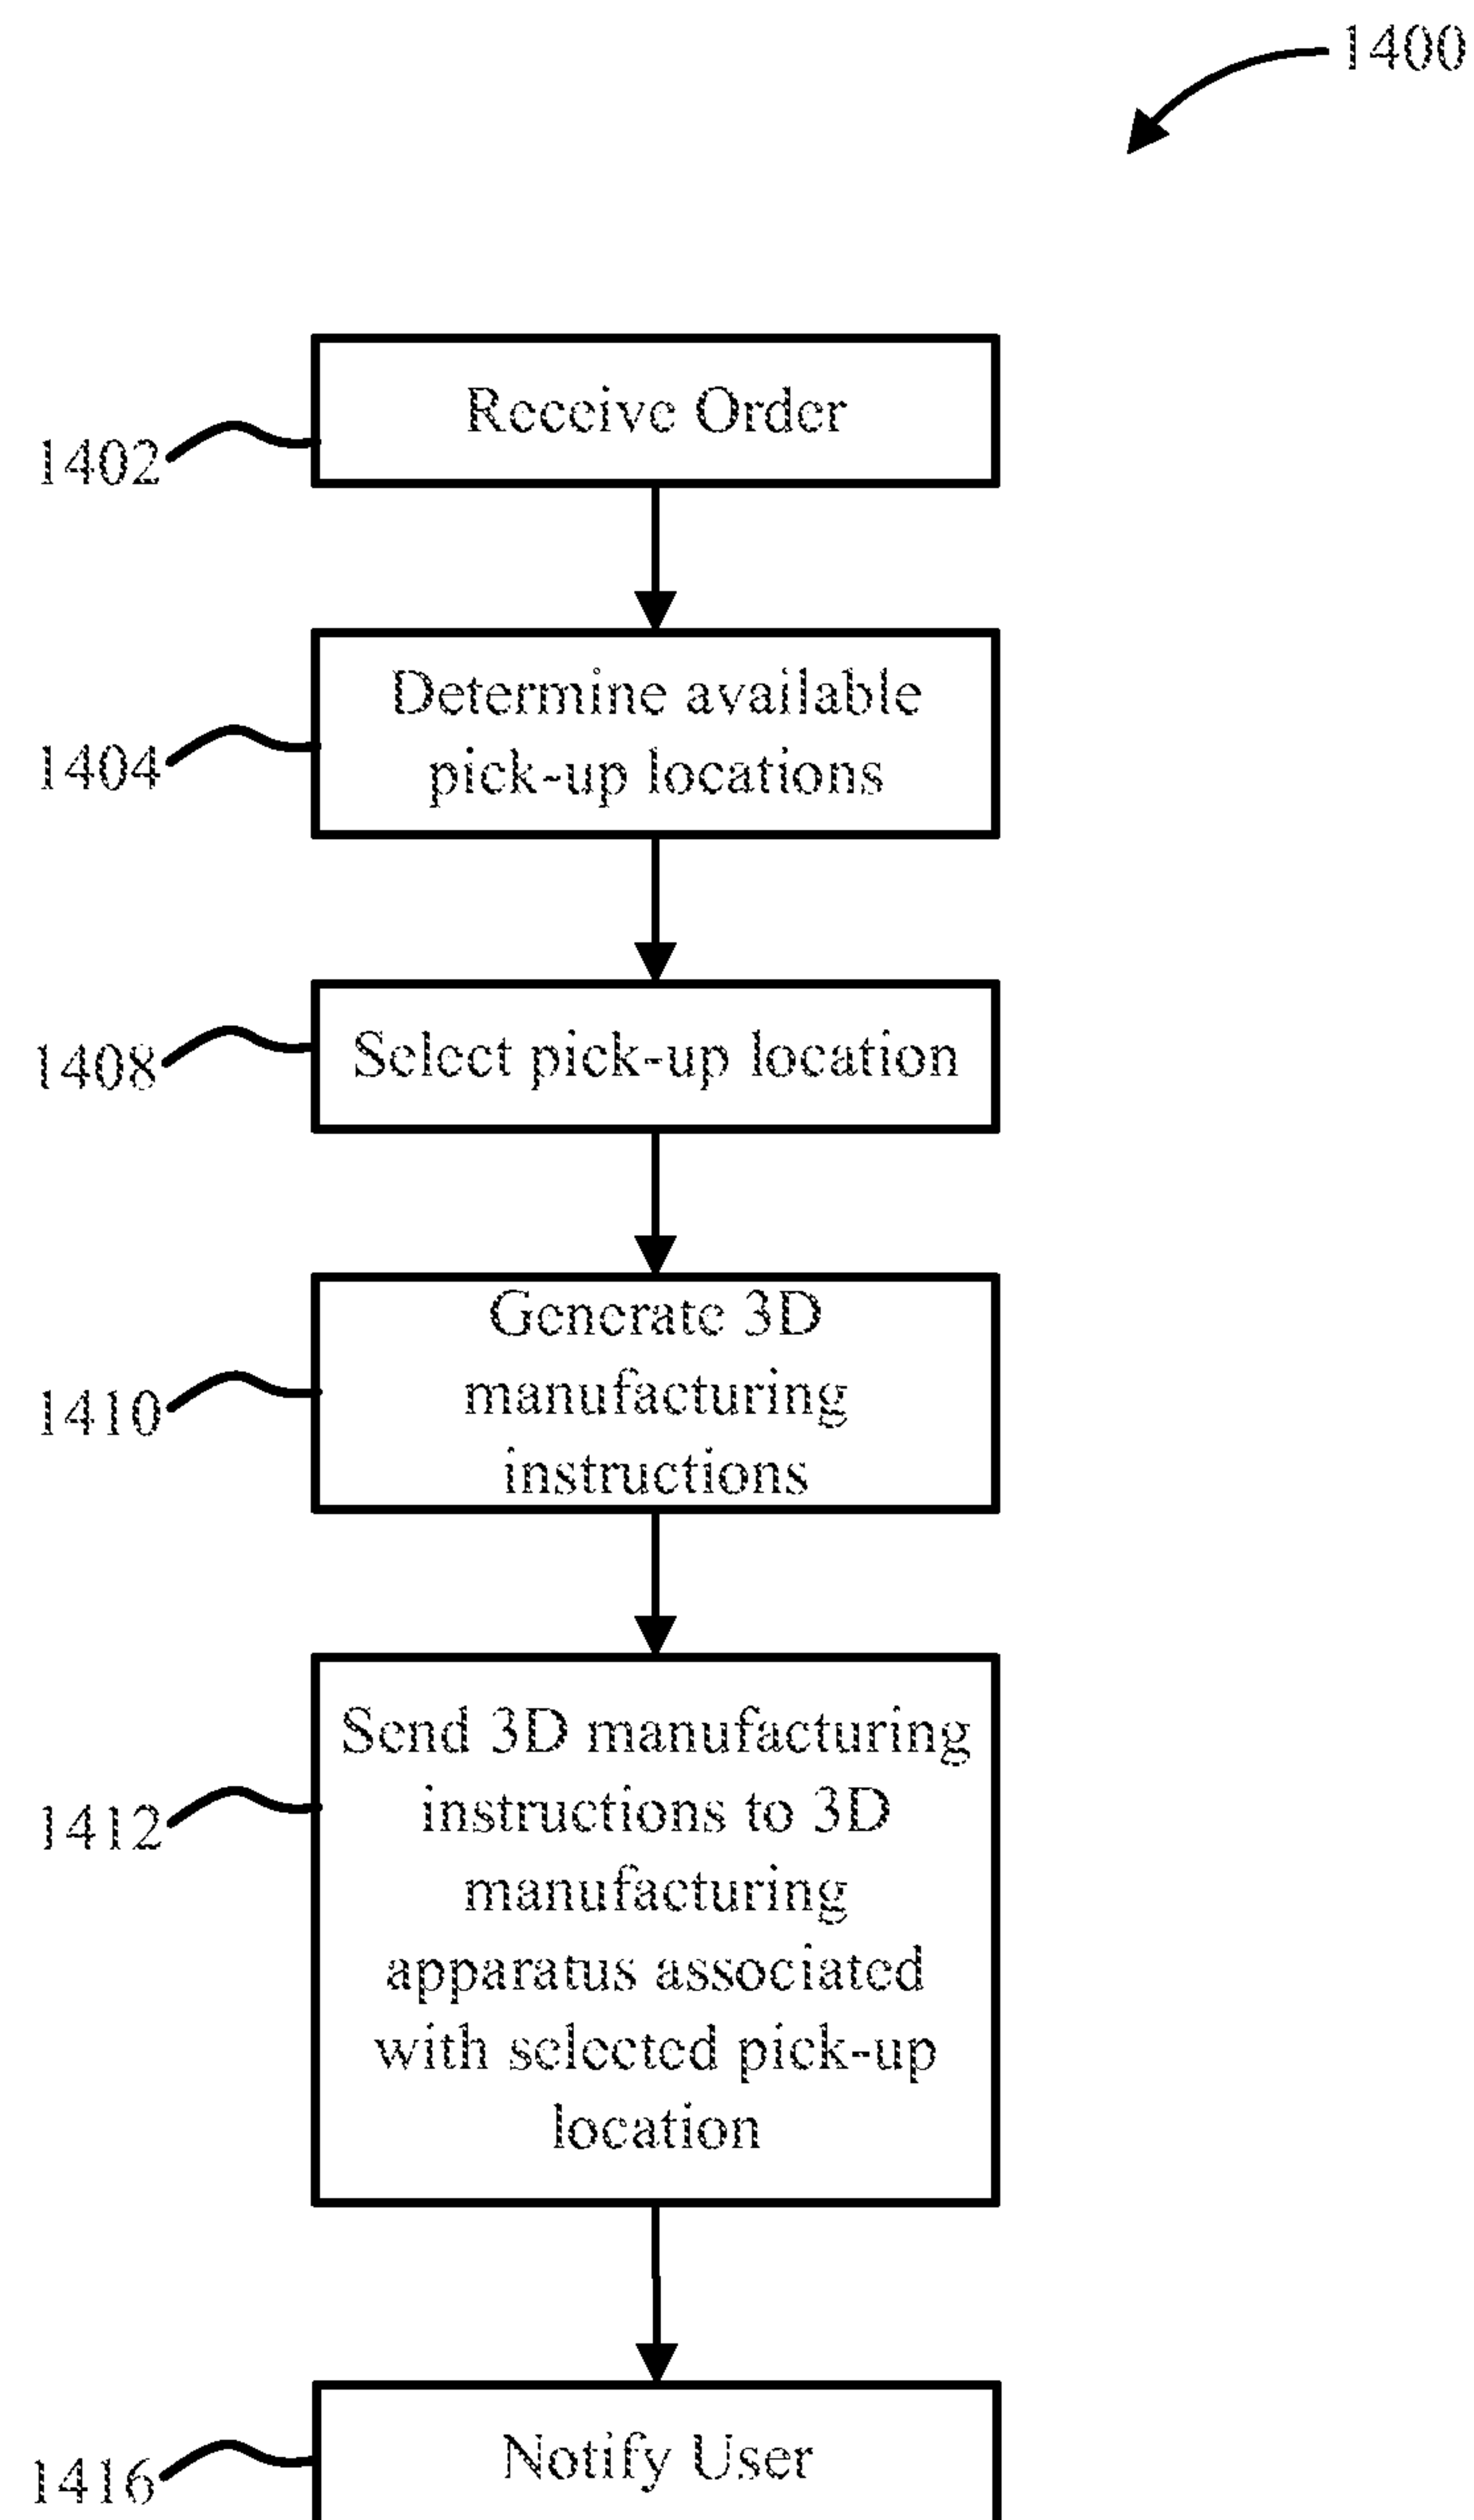 1400
Receive Order
1402
Determine available
pick-up locations
1404
Select pick-up location
1408
Generate 3D
manufacturing
instructions
1410
Send 3D manufacturing
instructions to 3D
manufacturing
apparatus associated
with selected pick-up
location
1412
Notify User
1416